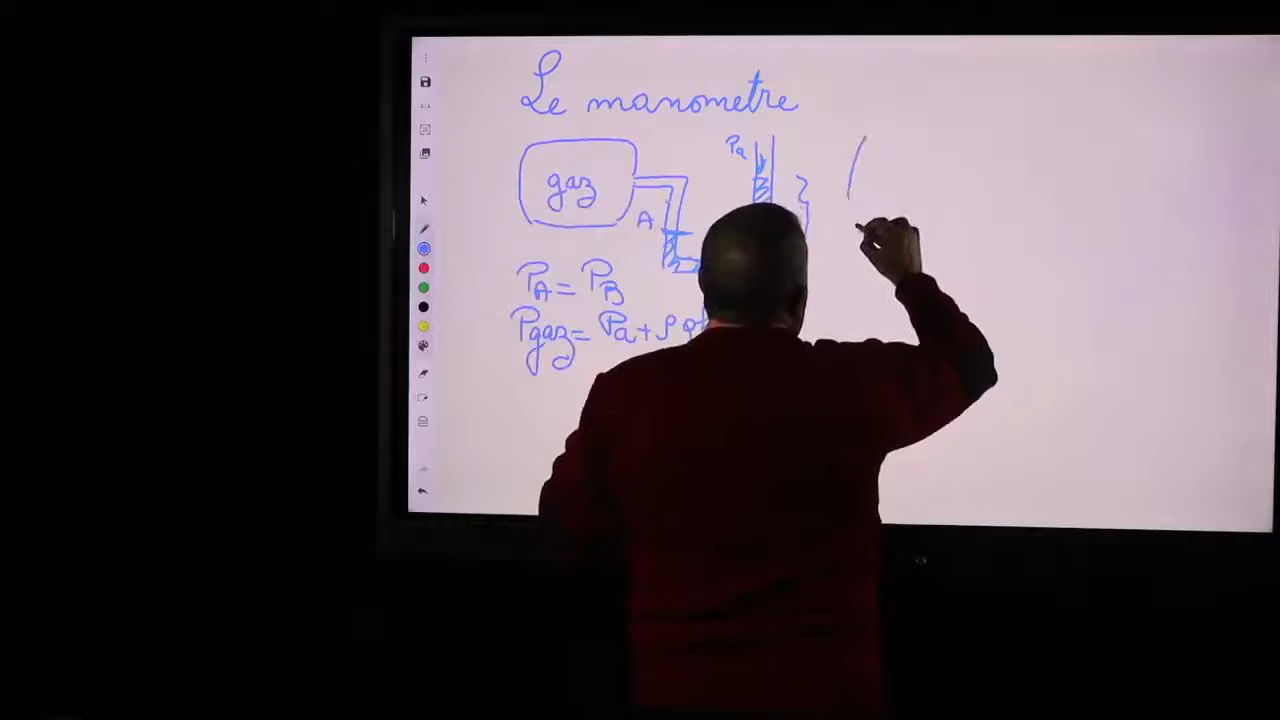 Le manometre
Pa
gaz
A
PA = PB
Pgaz = Pa + ρ g